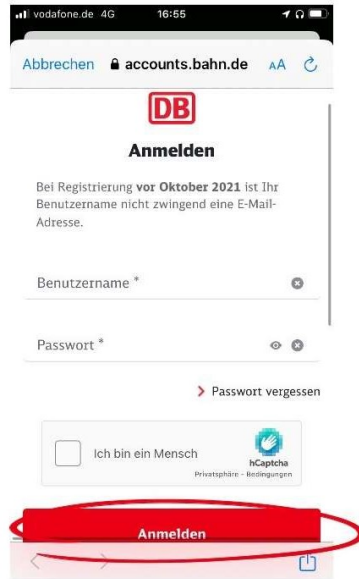 vodafone.de 4G 16:55
Abbrechen accounts.bahn.de AA
DB
Anmelden
Bei Registrierung vor Oktober 2021 ist Ihr
Benutzername nicht zwingend eine E-Mail-
Adresse.
Benutzername *
Passwort *
Passwort vergessen
Ich bin ein Mensch
hCaptcha
Privatsphäre - Bedingungen
Anmelden